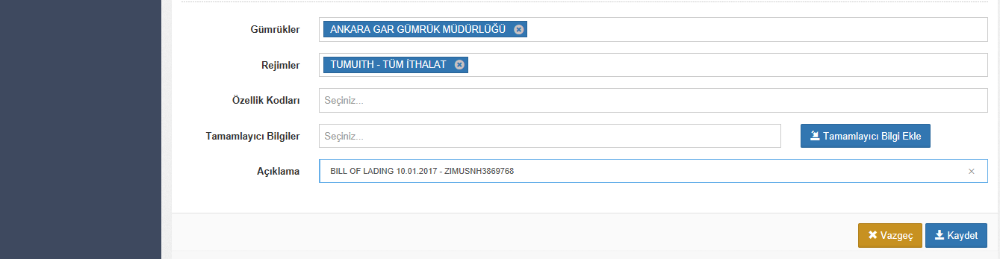 Gümrükler ANKARA GAR GÜMRÜK MÜDÜRLÜĞÜ
Rejimler TUMUITH - TÜM İTHALAT
Özellik Kodları Seçiniz...
Tamamlayıcı Bilgiler Seçiniz... Tamamlayıcı Bilgi Ekle
Açıklama BILL OF LADING 10.01.2017 - ZIMUSNH3869768
Vazgeç Kaydet